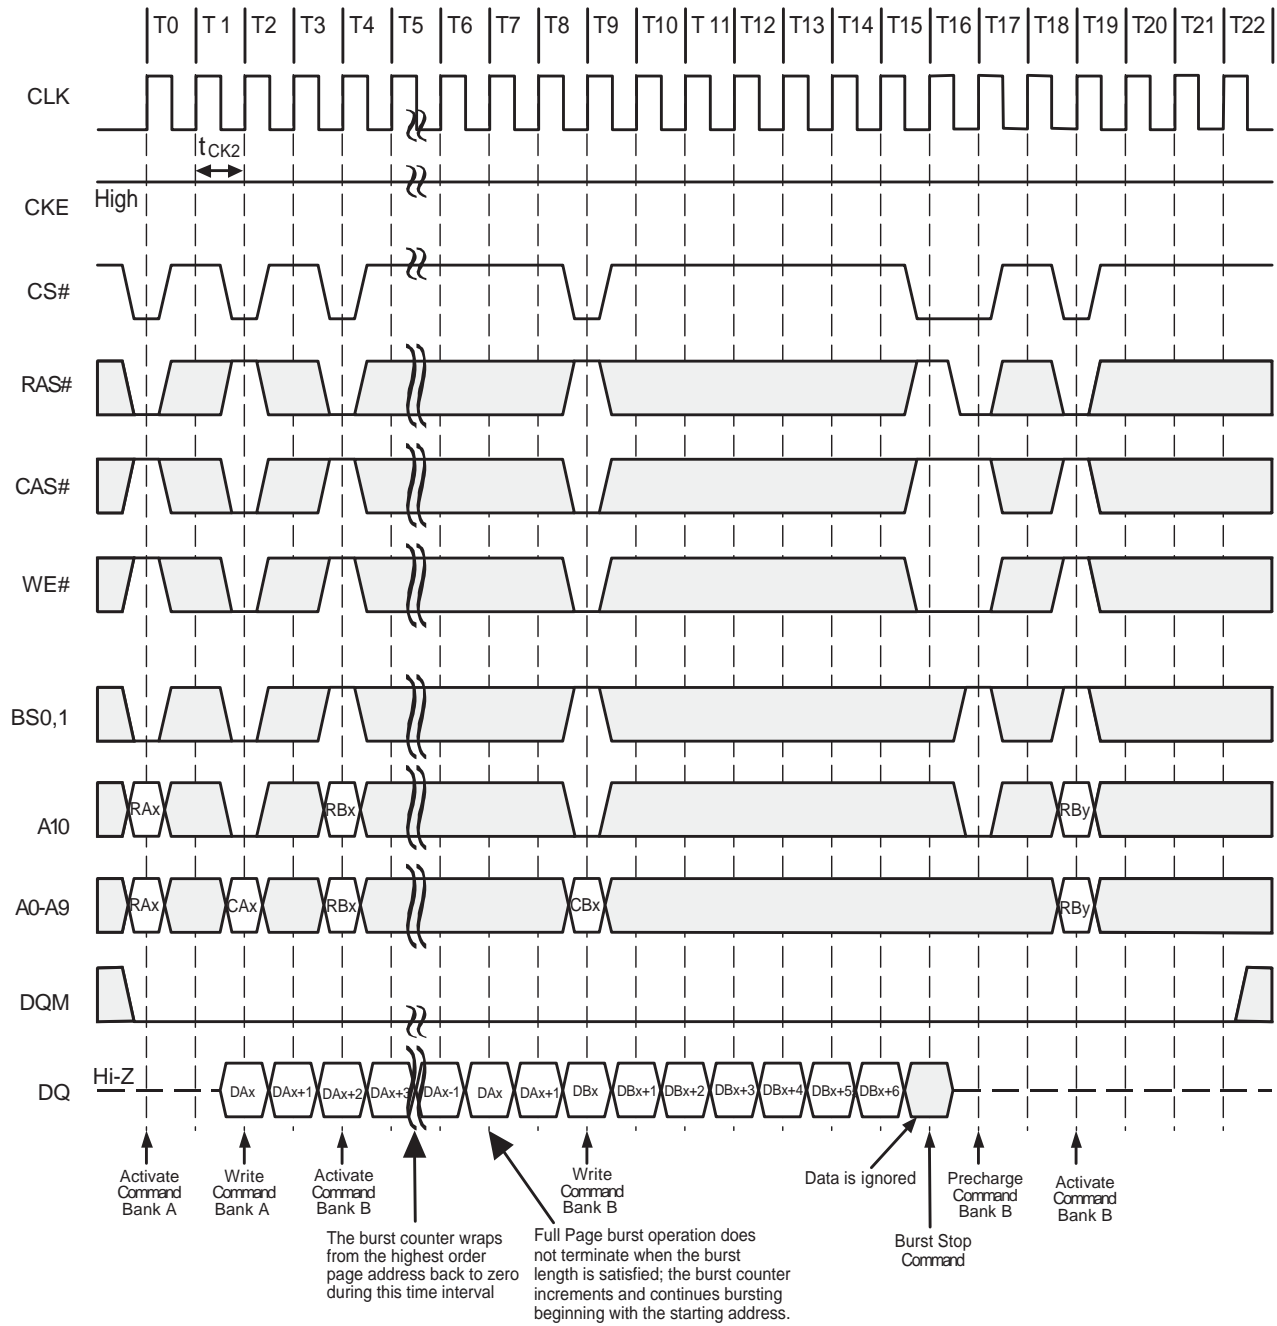 T0 T 1 T2 T3 T4 T5 T6 T7 T8 T9 T10 T 11 T12 T13 T14 T15 T16 T17 T18 T19 T20 T21 T22
CLK
tCK2
High
CKE
CS#
RAS#
CAS#
WE#
BS0,1
RAx RBx RBy
A10
A0-A9 RAx CAx RBx CBx RBy
DQM
Hi-Z
DQ DAx DAx+1 DAx+2 DAx+3 DAx-1 DAx DAx+1 DBx DBx+1 DBx+2 DBx+3 DBx+4 DBx+5 DBx+6
Activate
Command
Bank A
Write
Command
Bank A
Activate
Command
Bank B
The burst counter wraps
from the highest order
page address back to zero
during this time interval
Full Page burst operation does
not terminate when the burst
length is satisfied; the burst counter
increments and continues bursting
beginning with the starting address.
Write
Command
Bank B
Data is ignored
Burst Stop
Command
Precharge
Command
Bank B
Activate
Command
Bank B